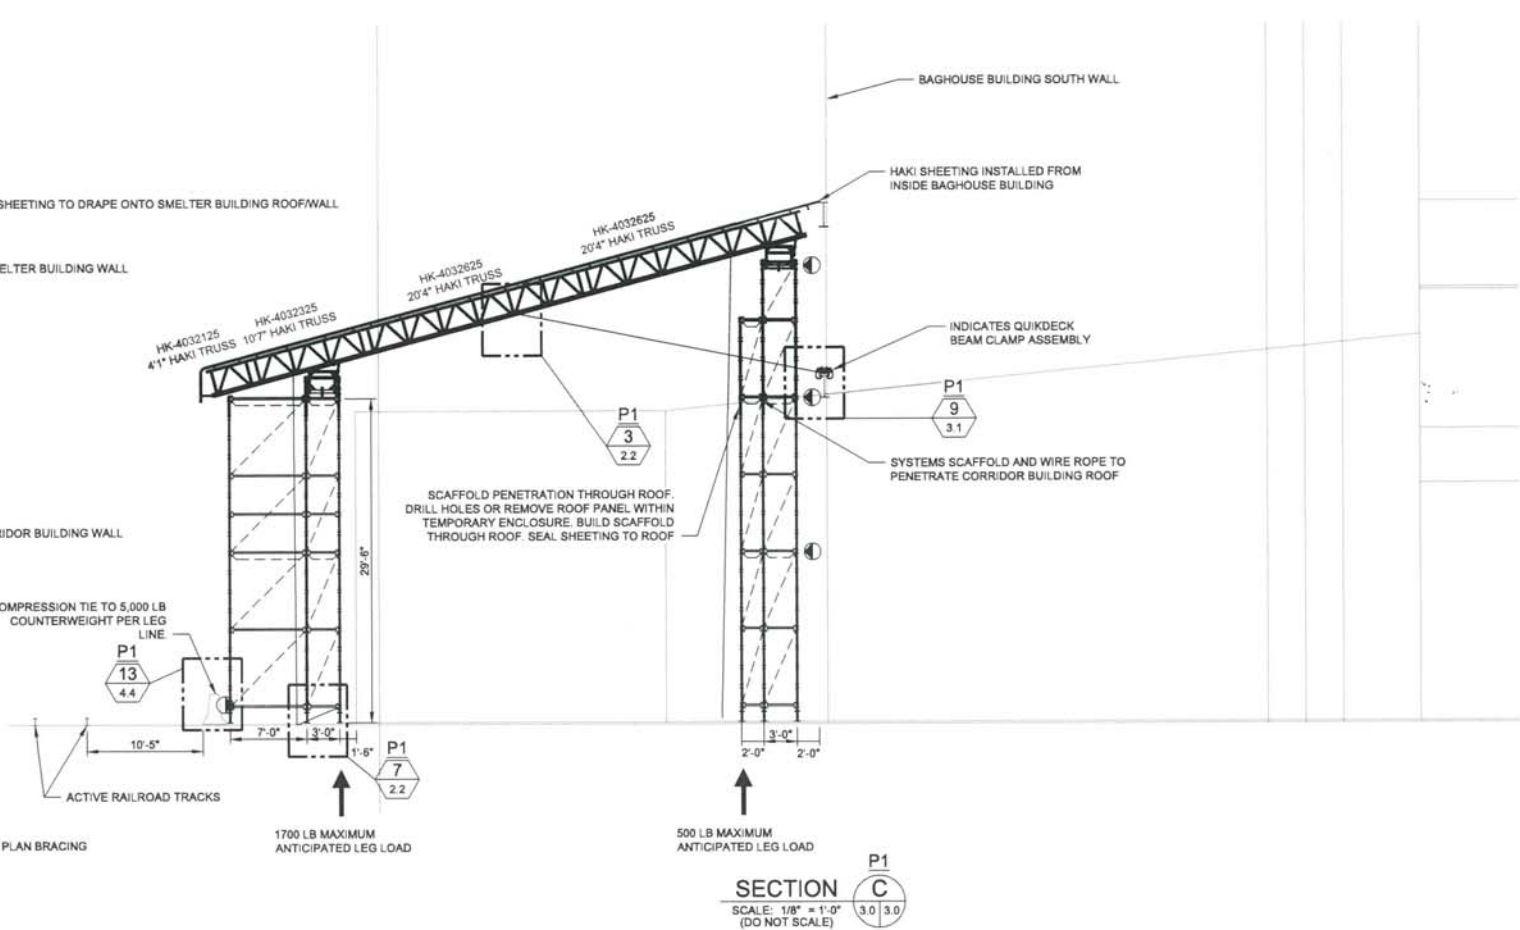 BAGHOUSE BUILDING SOUTH WALL
HAKI SHEETING INSTALLED FROM
INSIDE BAGHOUSE BUILDING
SHEETING TO DRAPE ONTO SMELTER BUILDING ROOF/WALL
HK-4032625
20'4" HAKI TRUSS
ELTER BUILDING WALL
HK-4032625
20'4" HAKI TRUSS
HK-4032325
10'7" HAKI TRUSS
HK-4032125
4'1" HAKI TRUSS
INDICATES QUIKDECK
BEAM CLAMP ASSEMBLY
P1
9
3.1
P1
3
2.2
SYSTEMS SCAFFOLD AND WIRE ROPE TO
PENETRATE CORRIDOR BUILDING ROOF
SCAFFOLD PENETRATION THROUGH ROOF.
DRILL HOLES OR REMOVE ROOF PANEL WITHIN
TEMPORARY ENCLOSURE. BUILD SCAFFOLD
THROUGH ROOF. SEAL SHEETING TO ROOF
RIDOR BUILDING WALL
29'-6"
OMPRESSION TIE TO 5,000 LB
COUNTERWEIGHT PER LEG
LINE
P1
13
4.4
10'-5"
7'-0"
3'-0"
1'-6"
2'-0"
3'-0"
2'-0"
P1
7
2.2
ACTIVE RAILROAD TRACKS
1700 LB MAXIMUM
ANTICIPATED LEG LOAD
500 LB MAXIMUM
ANTICIPATED LEG LOAD
PLAN BRACING
P1
SECTION C
SCALE: 1/8" = 1'-0" 3.0 3.0
(DO NOT SCALE)